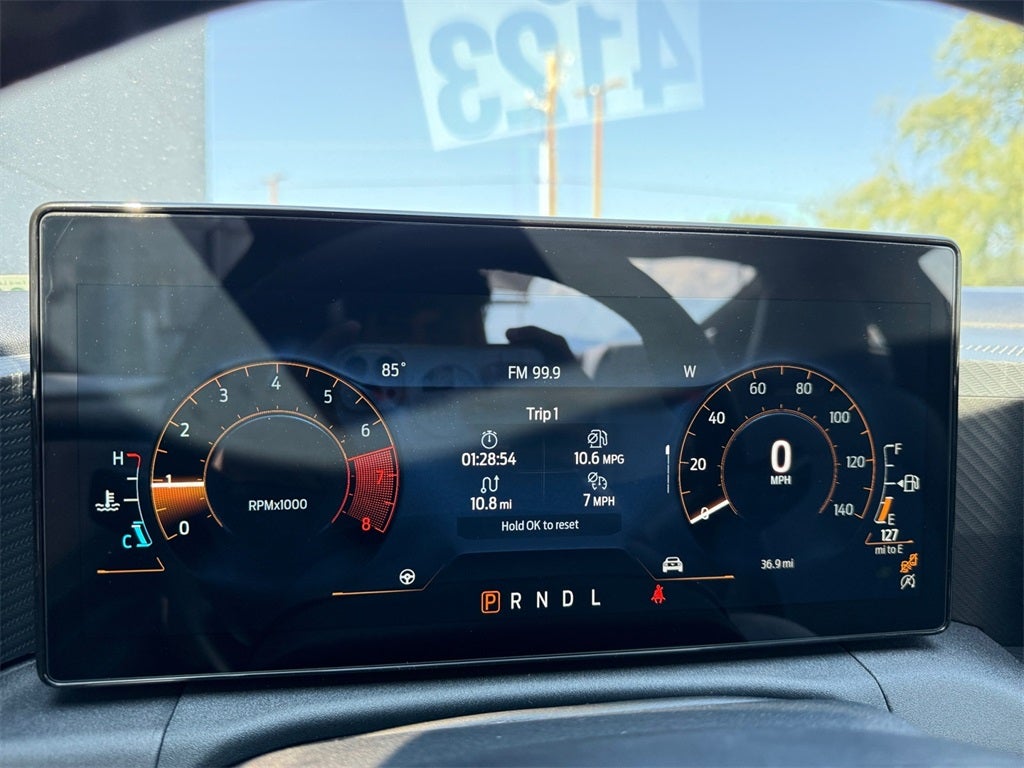 4123
85° FM 99.9 W
Trip 1
01:28:54 10.6 MPG
10.8 mi 7 MPH
Hold OK to reset
0 1 2 3 4 5 6 7 8
RPMx1000
H
C
0 20 40 60 80 100 120 140
0
MPH
F
E
127
mi to E
36.9 mi
P R N D L